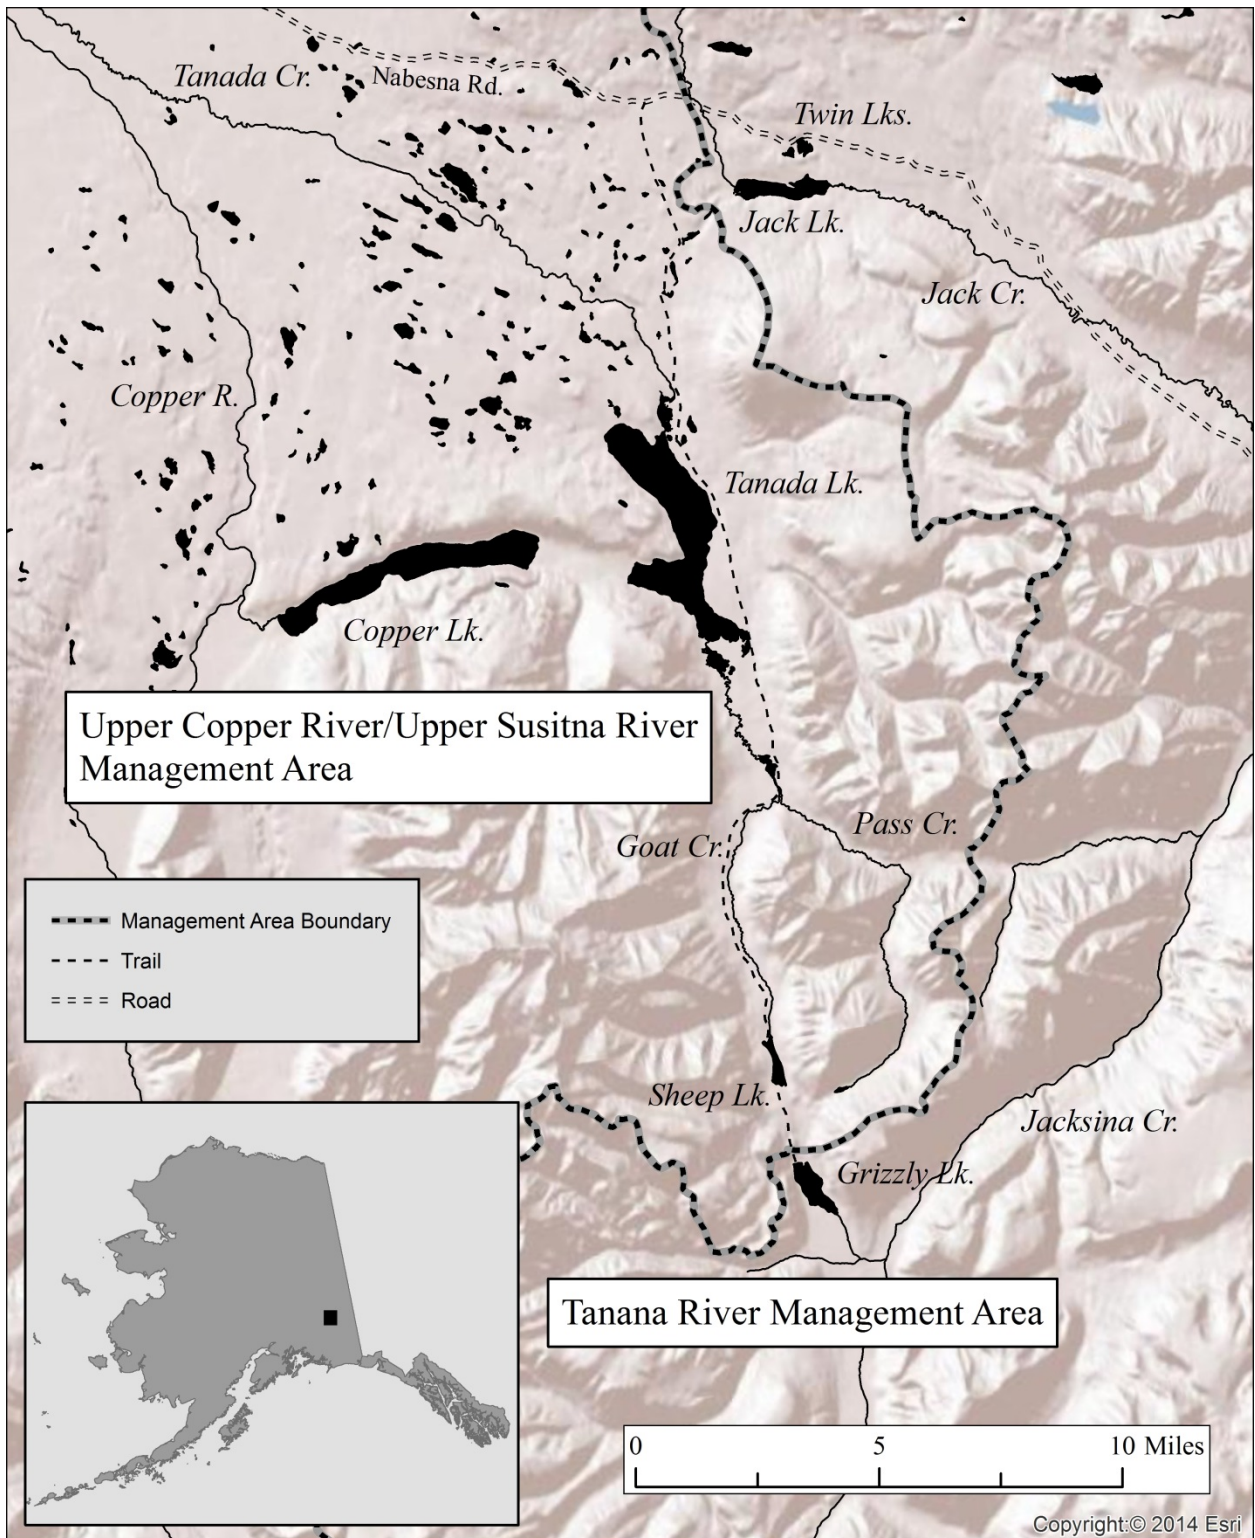 Tanada Cr.
Nabesna Rd.
Twin Lks.
Jack Lk.
Jack Cr.
Copper R.
Tanada Lk.
Copper Lk.
Upper Copper River/Upper Susitna River
Management Area
Pass Cr.
Goat Cr.
Management Area Boundary
Trail
Road
Sheep Lk.
Jacksina Cr.
Grizzly Lk.
Tanana River Management Area
0 5 10 Miles
Copyright:© 2014 Esri